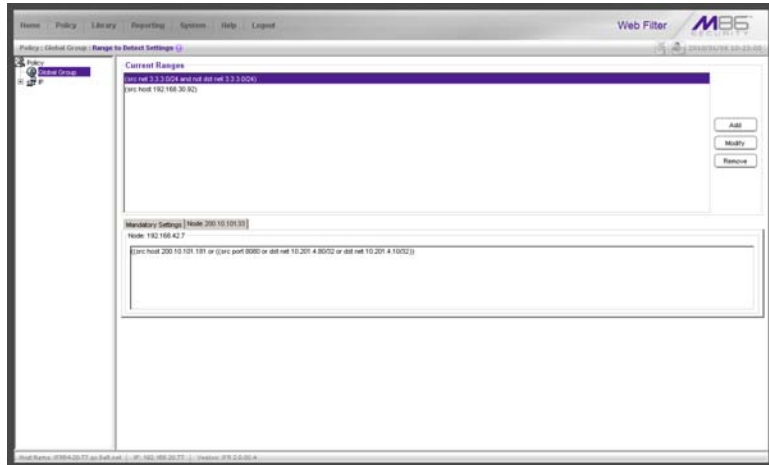 Home Policy Library Reporting System Help Logout
Web Filter
M86
SECURITY
Policy : Global Group : Range to Detect Settings
Policy
Global Group
IP
Current Ranges
(src net 3.3.3.0/24 and not dst net 3.3.3.0/24)
(src host 192.168.30.92)
Add
Modify
Remove
Mandatory Settings Node 200.10.101.33
Node: 192.168.42.7
((src host 200.10.101.191 or ((src port 8080 or dst net 10.201.4.80/32 or dst net 10.201.4.10/32))